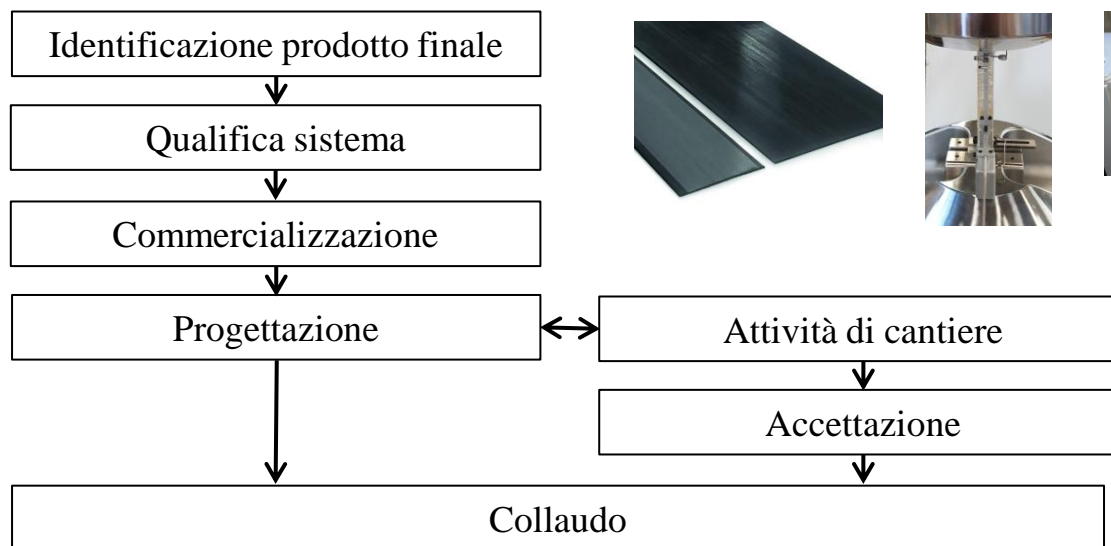 Identificazione prodotto finale
Qualifica sistema
Commercializzazione
Progettazione
Attività di cantiere
Accettazione
Collaudo